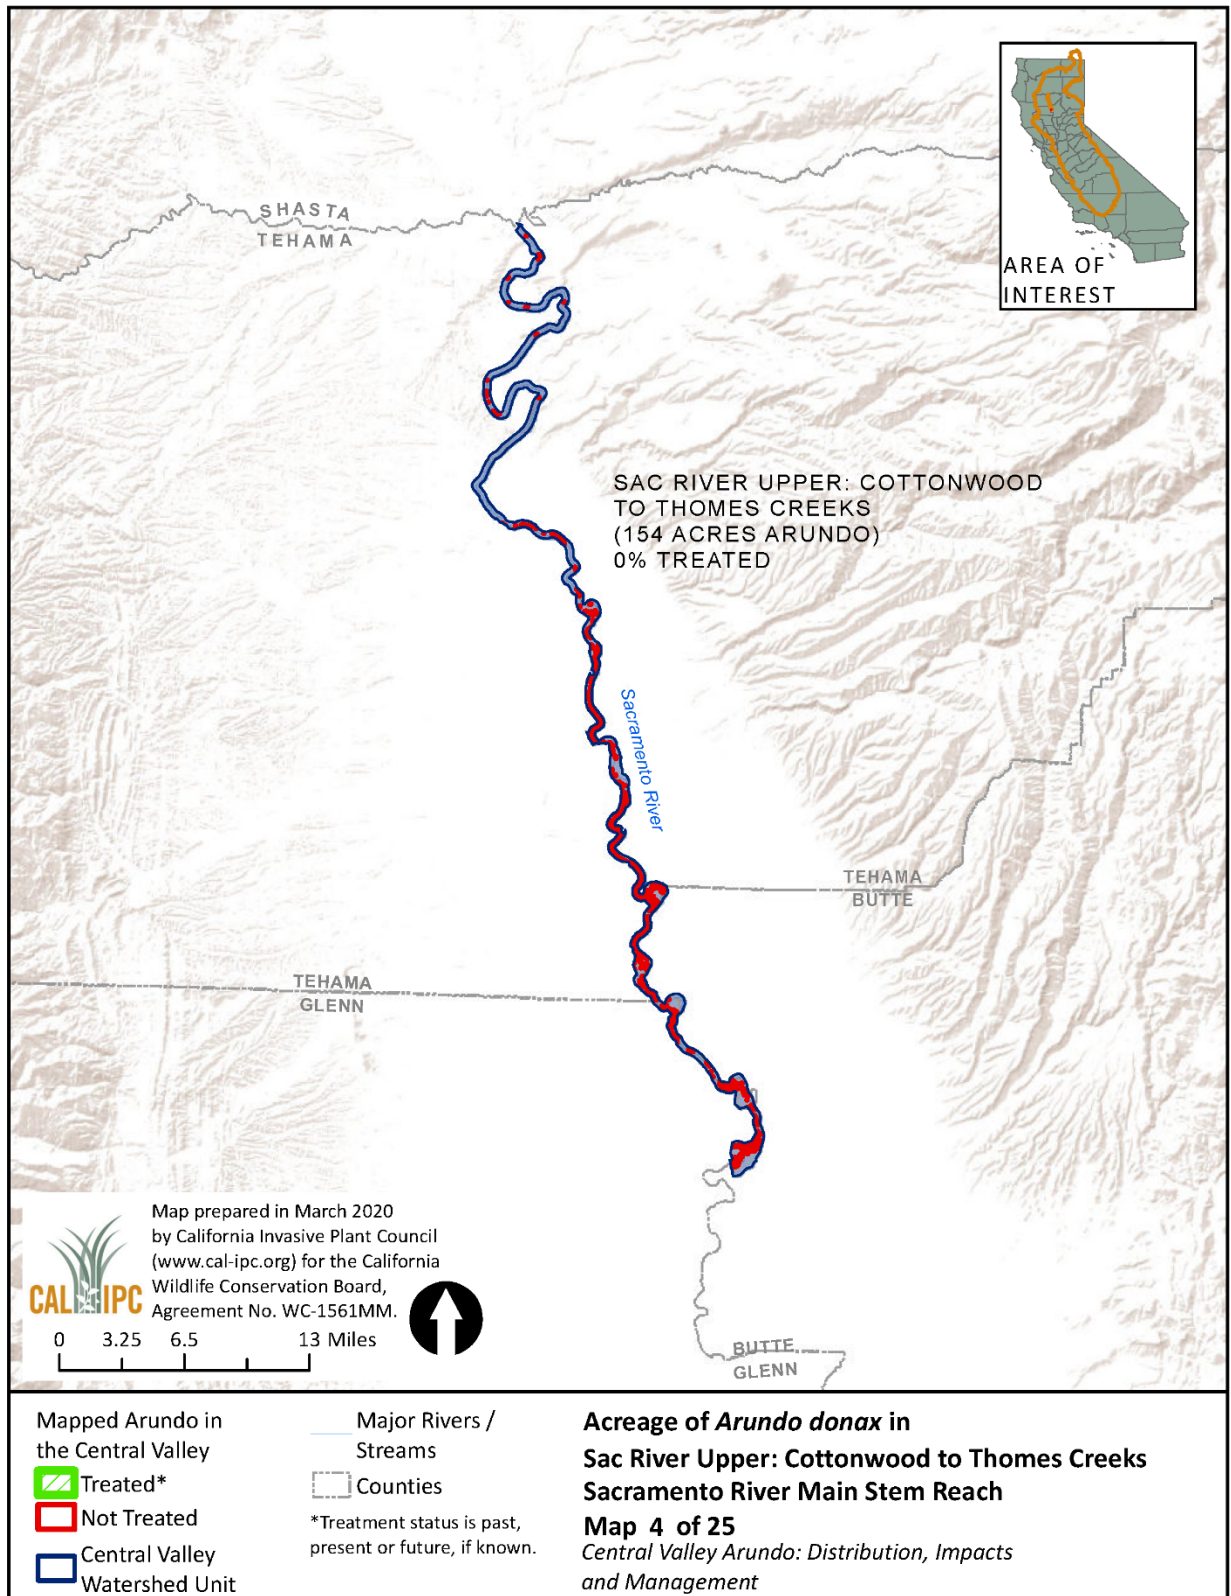 AREA OF
INTEREST
SHASTA
TEHAMA
SAC RIVER UPPER: COTTONWOOD
TO THOMES CREEKS
(154 ACRES ARUNDO)
0% TREATED
Sacramento River
TEHAMA
BUTTE
TEHAMA
GLENN
BUTTE
GLENN
CAL IPC
Map prepared in March 2020
by California Invasive Plant Council
(www.cal-ipc.org) for the California
Wildlife Conservation Board,
Agreement No. WC-1561MM.
0 3.25 6.5 13 Miles
Mapped Arundo in
the Central Valley
Treated*
Not Treated
Central Valley
Watershed Unit
Major Rivers /
Streams
Counties
*Treatment status is past,
present or future, if known.
Acreage of Arundo donax in
Sac River Upper: Cottonwood to Thomes Creeks
Sacramento River Main Stem Reach
Map 4 of 25
Central Valley Arundo: Distribution, Impacts
and Management